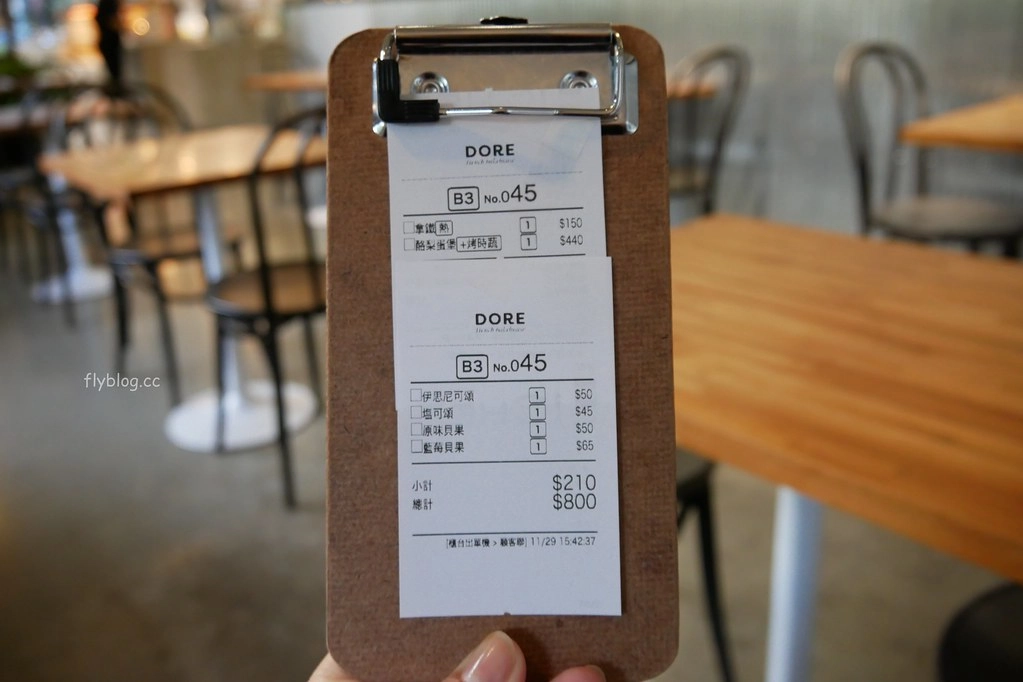 DORE
B3 No.045
拿鐵 熱 1 $150
酪梨蛋堡 +烤時蔬 1 $440
DORE
B3 No.045
伊思尼可頌 1 $50
塩可頌 1 $45
原味貝果 1 $50
藍莓貝果 1 $65
小計 $210
總計 $800
[櫃台出單機 > 顧客聯] 11/29 15:42:37
flyblog.cc